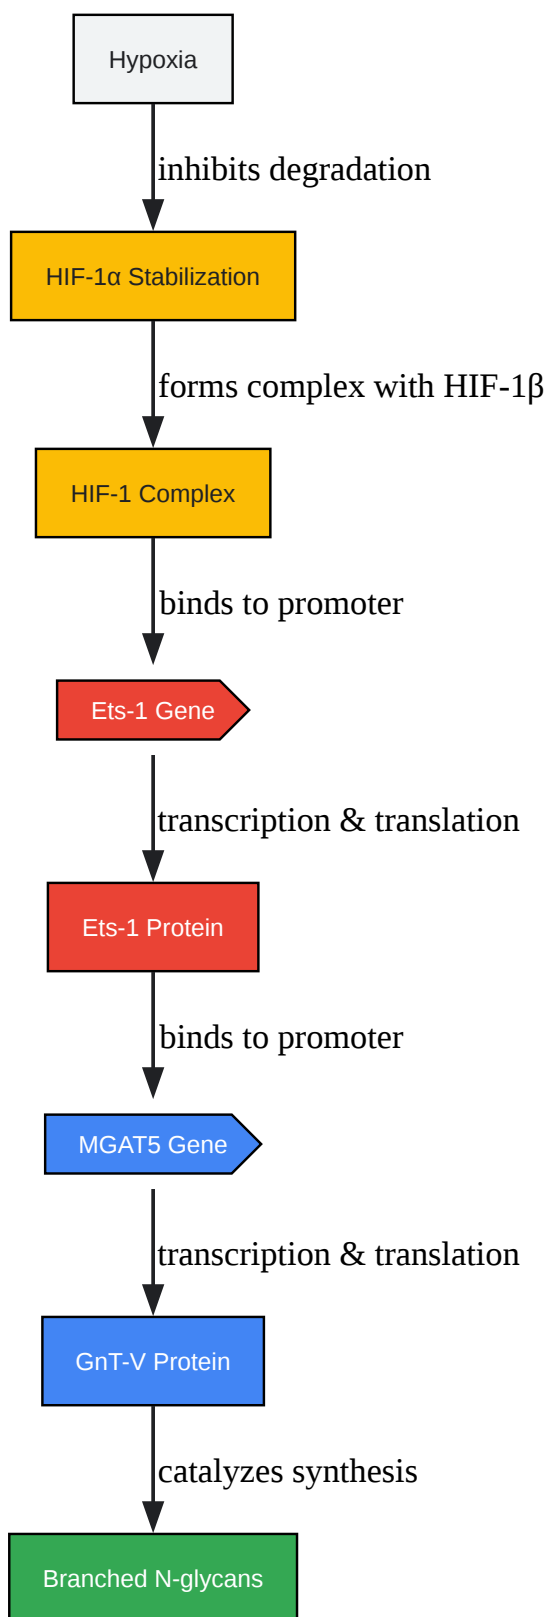 Hypoxia
inhibits degradation
HIF-1α Stabilization
forms complex with HIF-1β
HIF-1 Complex
binds to promoter
Ets-1 Gene
transcription & translation
Ets-1 Protein
binds to promoter
MGAT5 Gene
transcription & translation
GnT-V Protein
catalyzes synthesis
Branched N-glycans